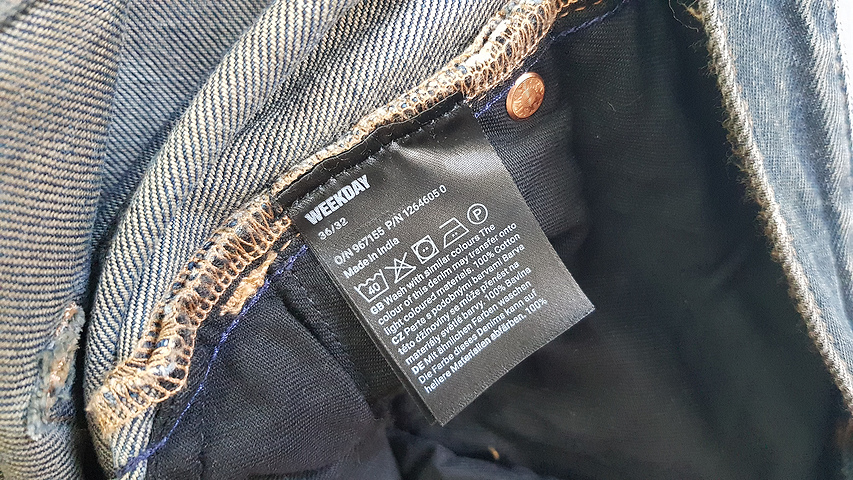 WEEKDAY
36/32
O/N 967155 P/N 1264605 0
Made in India
40 P
GB Wash with similar colours The
colour of this denim may transfer onto
light coloured materials. 100% Cotton
CZ Perte s podobnými barvami Barva
této džínoviny se může přenést na
materiály světlé barvy. 100% Bavlna
DE Mit ähnlichen Farben waschen
Die Farbe dieses Denims kann auf
hellere Materialien abfärben. 100%